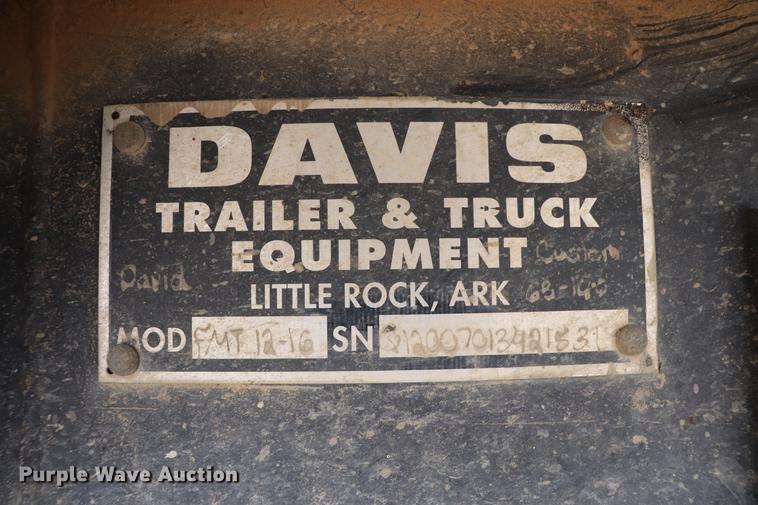 DAVIS
TRAILER & TRUCK
EQUIPMENT Custom
David
LITTLE ROCK, ARK
MOD FMT 12-16 SN
Purple Wave Auction